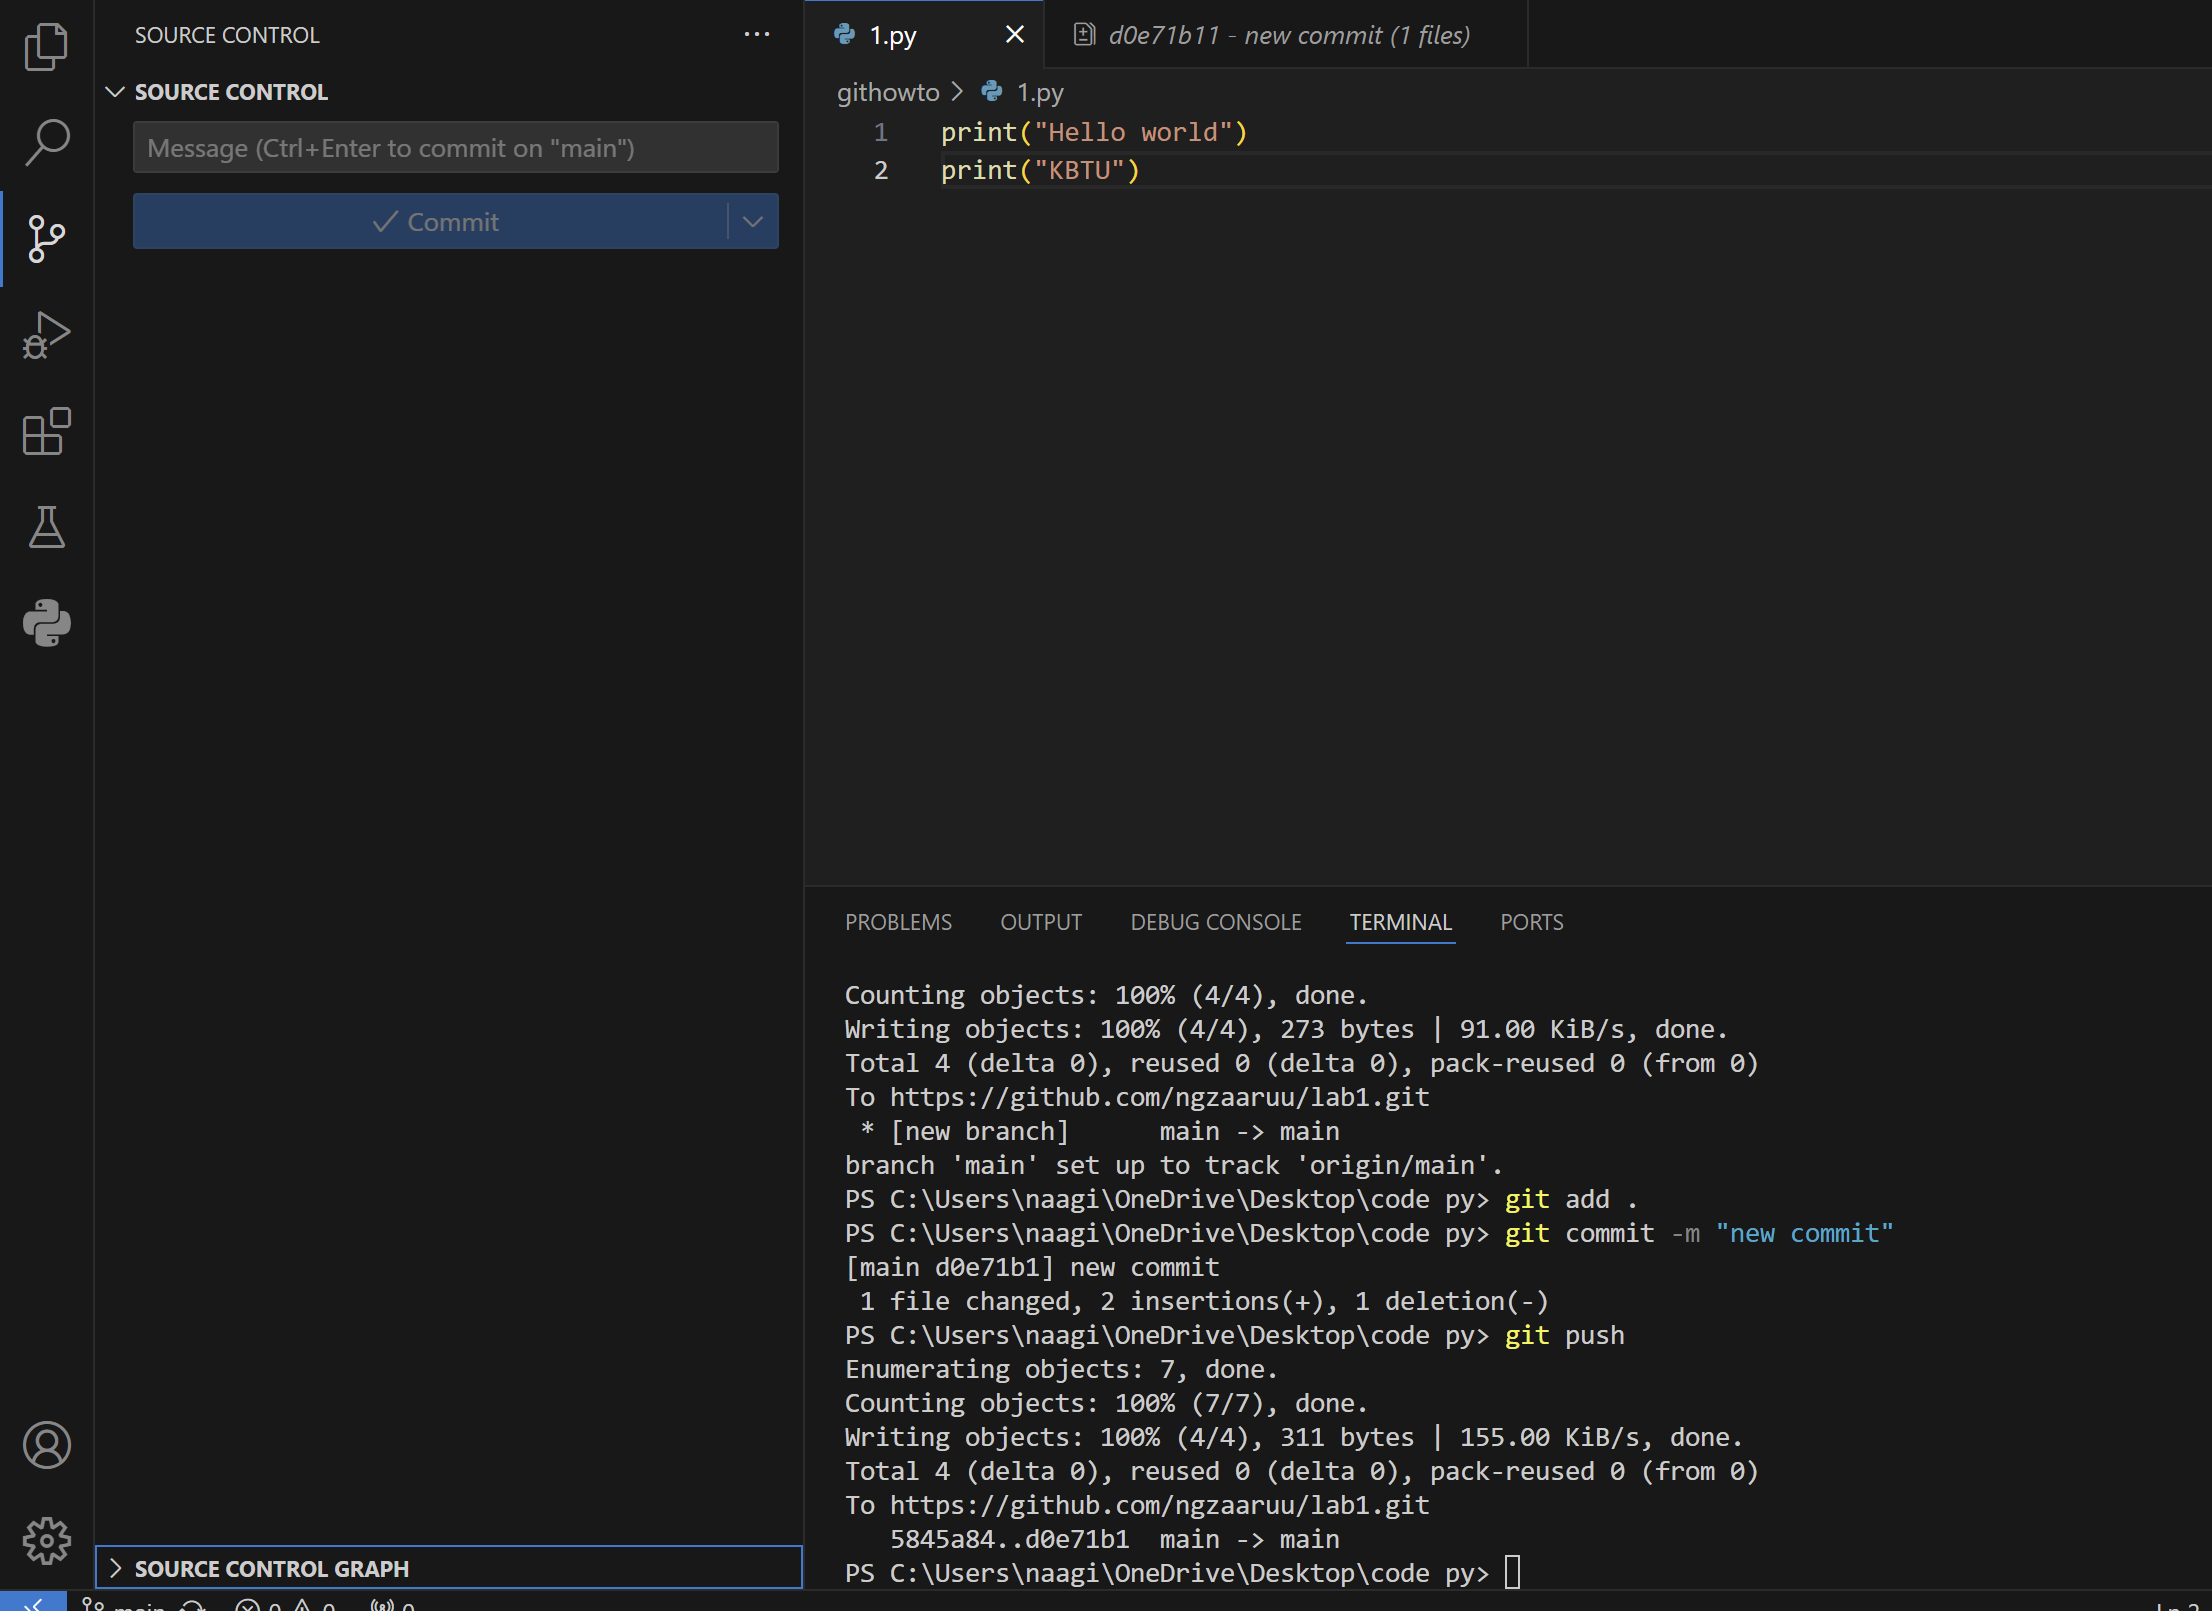 SOURCE CONTROL
SOURCE CONTROL
Message (Ctrl+Enter to commit on "main")
Commit
SOURCE CONTROL GRAPH
1.py
d0e71b11 - new commit (1 files)
githowto > 1.py
1 print("Hello world")
2 print("KBTU")
PROBLEMS OUTPUT DEBUG CONSOLE TERMINAL PORTS
Counting objects: 100% (4/4), done.
Writing objects: 100% (4/4), 273 bytes | 91.00 KiB/s, done.
Total 4 (delta 0), reused 0 (delta 0), pack-reused 0 (from 0)
To https://github.com/ngzaaruu/lab1.git
 * [new branch]      main -> main
branch 'main' set up to track 'origin/main'.
PS C:\Users\naagi\OneDrive\Desktop\code py> git add .
PS C:\Users\naagi\OneDrive\Desktop\code py> git commit -m "new commit"
[main d0e71b1] new commit
 1 file changed, 2 insertions(+), 1 deletion(-)
PS C:\Users\naagi\OneDrive\Desktop\code py> git push
Enumerating objects: 7, done.
Counting objects: 100% (7/7), done.
Writing objects: 100% (4/4), 311 bytes | 155.00 KiB/s, done.
Total 4 (delta 0), reused 0 (delta 0), pack-reused 0 (from 0)
To https://github.com/ngzaaruu/lab1.git
   5845a84..d0e71b1  main -> main
PS C:\Users\naagi\OneDrive\Desktop\code py>
main 0 0 0 Ln 2